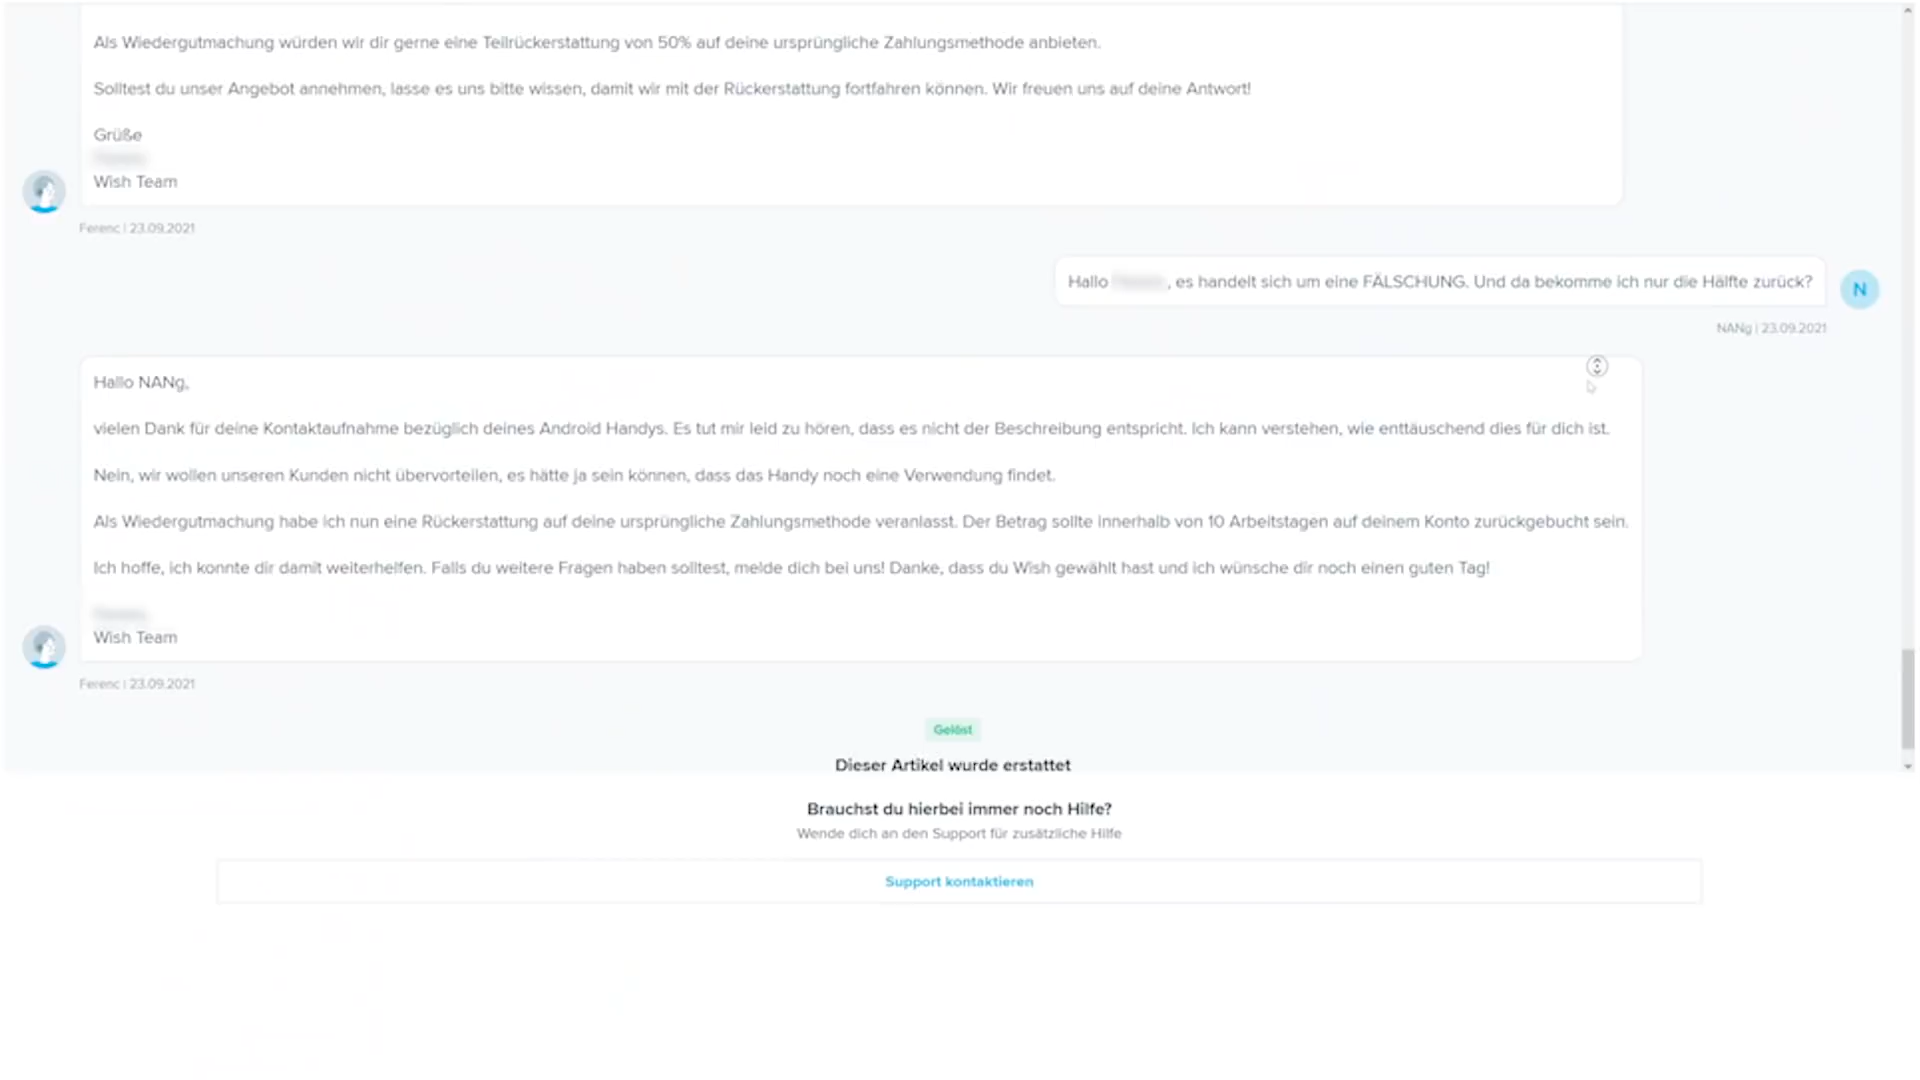 Als Wiedergutmachung würden wir dir gerne eine Teilrückerstattung von 50% auf deine ursprüngliche Zahlungsmethode anbieten.
Solltest du unser Angebot annehmen, lasse es uns bitte wissen, damit wir mit der Rückerstattung fortfahren können. Wir freuen uns auf deine Antwort!
Grüße
Wish Team
Ferenc | 23.09.2021
Hallo , es handelt sich um eine FÄLSCHUNG. Und da bekomme ich nur die Hälfte zurück?
N
NANg | 23.09.2021
Hallo NANg,
vielen Dank für deine Kontaktaufnahme bezüglich deines Android Handys. Es tut mir leid zu hören, dass es nicht der Beschreibung entspricht. Ich kann verstehen, wie enttäuschend dies für dich ist.
Nein, wir wollen unseren Kunden nicht übervorteilen, es hätte ja sein können, dass das Handy noch eine Verwendung findet.
Als Wiedergutmachung habe ich nun eine Rückerstattung auf deine ursprüngliche Zahlungsmethode veranlasst. Der Betrag sollte innerhalb von 10 Arbeitstagen auf deinem Konto zurückgebucht sein.
Ich hoffe, ich konnte dir damit weiterhelfen. Falls du weitere Fragen haben solltest, melde dich bei uns! Danke, dass du Wish gewählt hast und ich wünsche dir noch einen guten Tag!
Wish Team
Ferenc | 23.09.2021
Gelöst
Dieser Artikel wurde erstattet
Brauchst du hierbei immer noch Hilfe?
Wende dich an den Support für zusätzliche Hilfe
Support kontaktieren